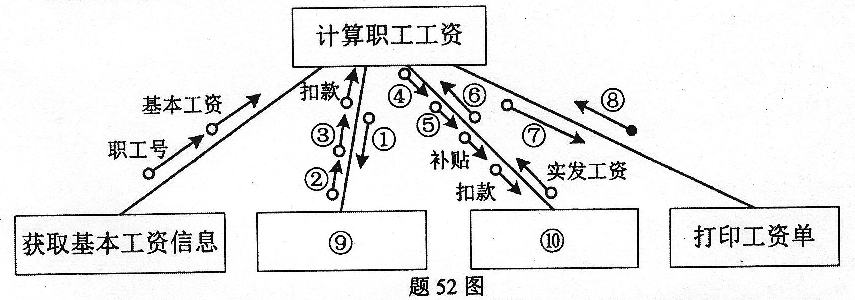 计算职工工资
扣款
④
⑥
⑧
基本工资
③
①
⑤
⑦
职工号
②
补贴
实发工资
扣款
获取基本工资信息
⑨
⑩
打印工资单
题 52 图